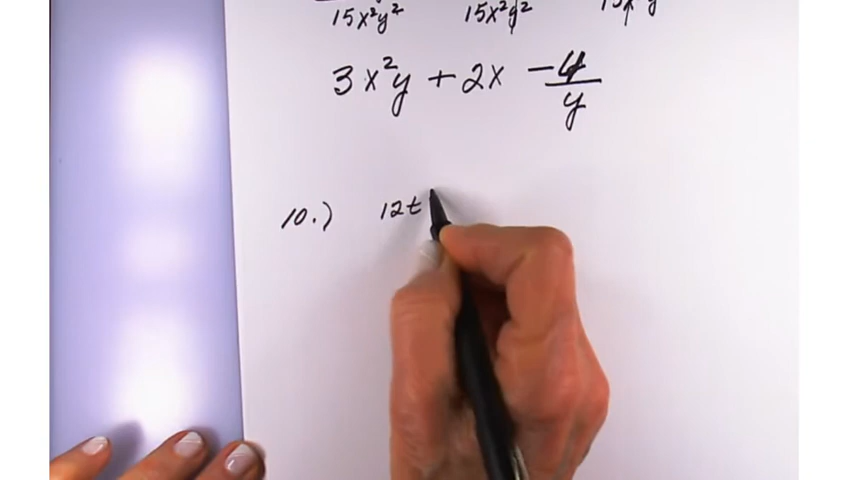 15x²y² 15x²y²
3x²y + 2x - 4/y
10.) 12t